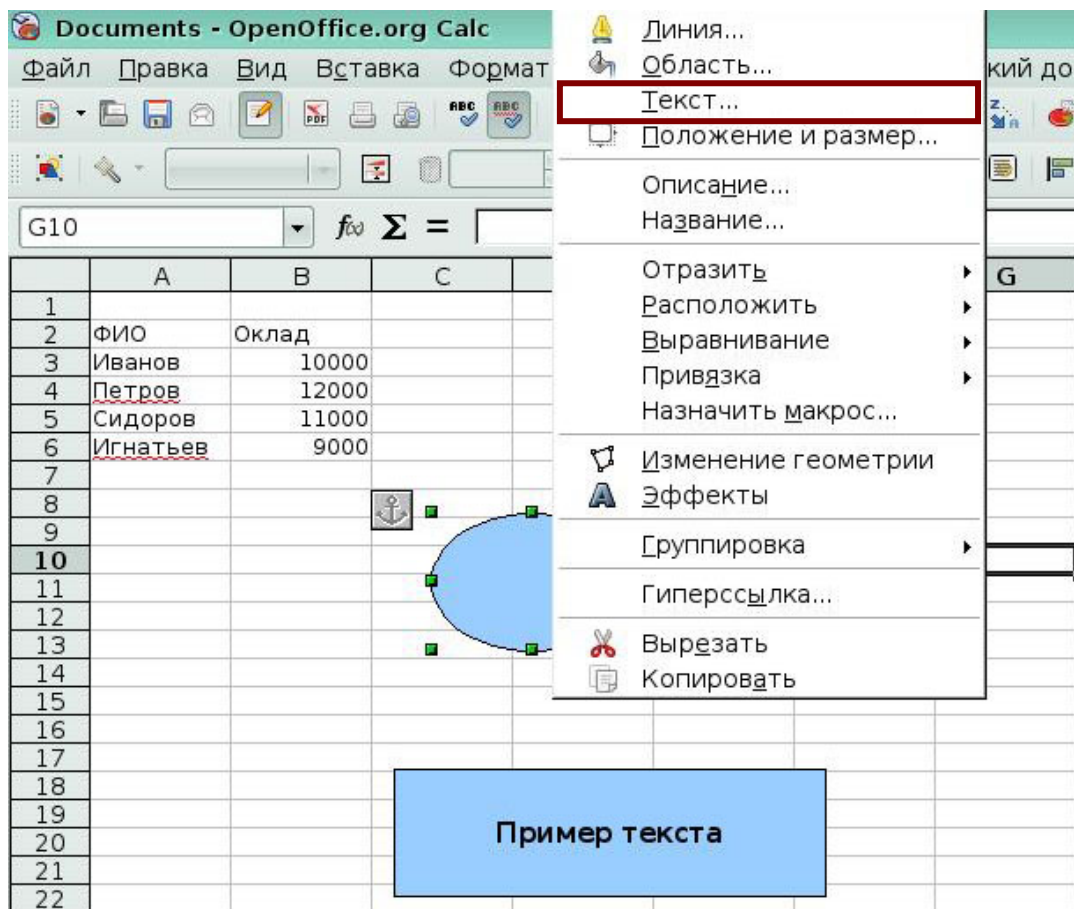 Documents - OpenOffice.org Calc
Файл Правка Вид Вставка Формат кий до
Линия...
Область...
Текст...
Положение и размер...
Описание...
Название...
Отразить
Расположить
Выравнивание
Привязка
Назначить макрос...
Изменение геометрии
Эффекты
Группировка
Гиперссылка...
Вырезать
Копировать
PDF ABC ABC Z A
G10 f(x) Σ =
A B C G
1
2 ФИО Оклад
3 Иванов 10000
4 Петров 12000
5 Сидоров 11000
6 Игнатьев 9000
7
8
9
10
11
12
13
14
15
16
17
18
19
20
21
22
Пример текста